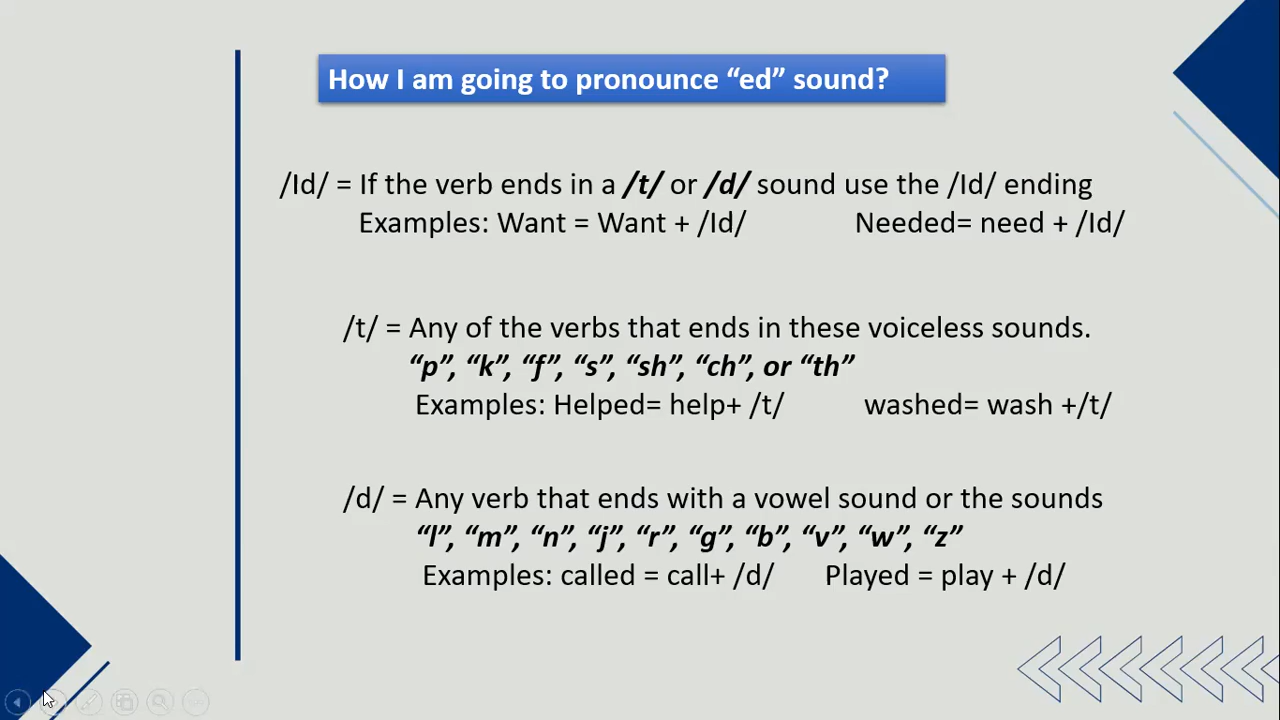 How I am going to pronounce “ed” sound?
/Id/ = If the verb ends in a /t/ or /d/ sound use the /Id/ ending
Examples: Want = Want + /Id/ Needed= need + /Id/
/t/ = Any of the verbs that ends in these voiceless sounds.
“p”, “k”, “f”, “s”, “sh”, “ch”, or “th”
Examples: Helped= help+ /t/ washed= wash +/t/
/d/ = Any verb that ends with a vowel sound or the sounds
“l”, “m”, “n”, “j”, “r”, “g”, “b”, “v”, “w”, “z”
Examples: called = call+ /d/ Played = play + /d/